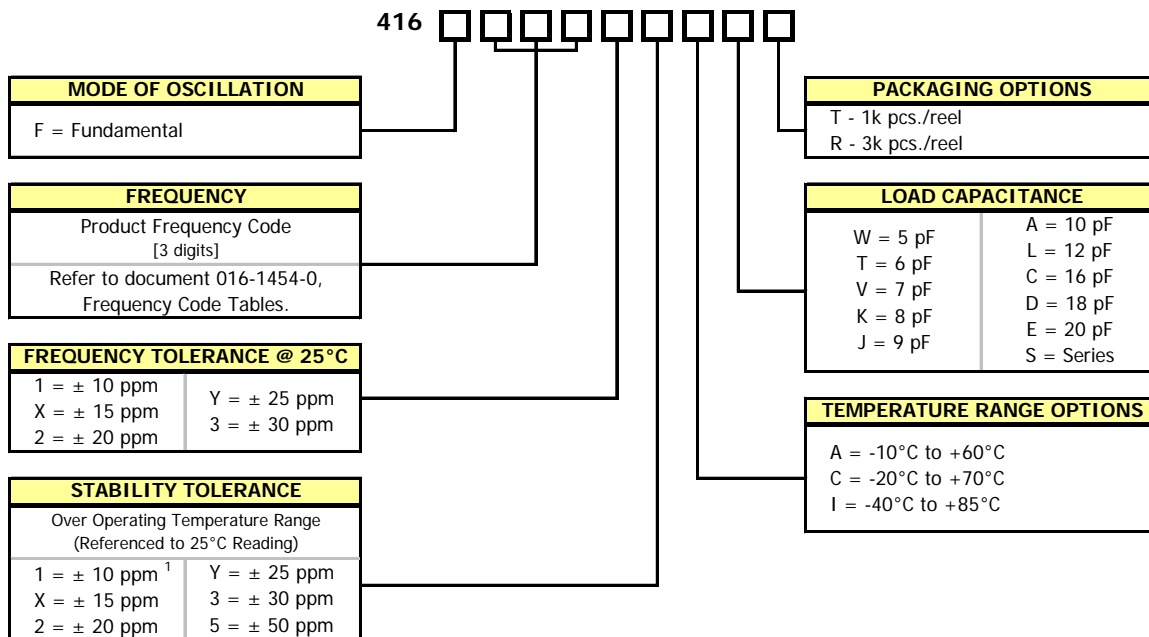 416
MODE OF OSCILLATION
F = Fundamental
FREQUENCY
Product Frequency Code
[3 digits]
Refer to document 016-1454-0,
Frequency Code Tables.
FREQUENCY TOLERANCE @ 25°C
1 = ± 10 ppm
X = ± 15 ppm
2 = ± 20 ppm
Y = ± 25 ppm
3 = ± 30 ppm
STABILITY TOLERANCE
Over Operating Temperature Range
(Referenced to 25°C Reading)
1 = ± 10 ppm 1
X = ± 15 ppm
2 = ± 20 ppm
Y = ± 25 ppm
3 = ± 30 ppm
5 = ± 50 ppm
PACKAGING OPTIONS
T - 1k pcs./reel
R - 3k pcs./reel
LOAD CAPACITANCE
W = 5 pF
T = 6 pF
V = 7 pF
K = 8 pF
J = 9 pF
A = 10 pF
L = 12 pF
C = 16 pF
D = 18 pF
E = 20 pF
S = Series
TEMPERATURE RANGE OPTIONS
A = -10°C to +60°C
C = -20°C to +70°C
I = -40°C to +85°C